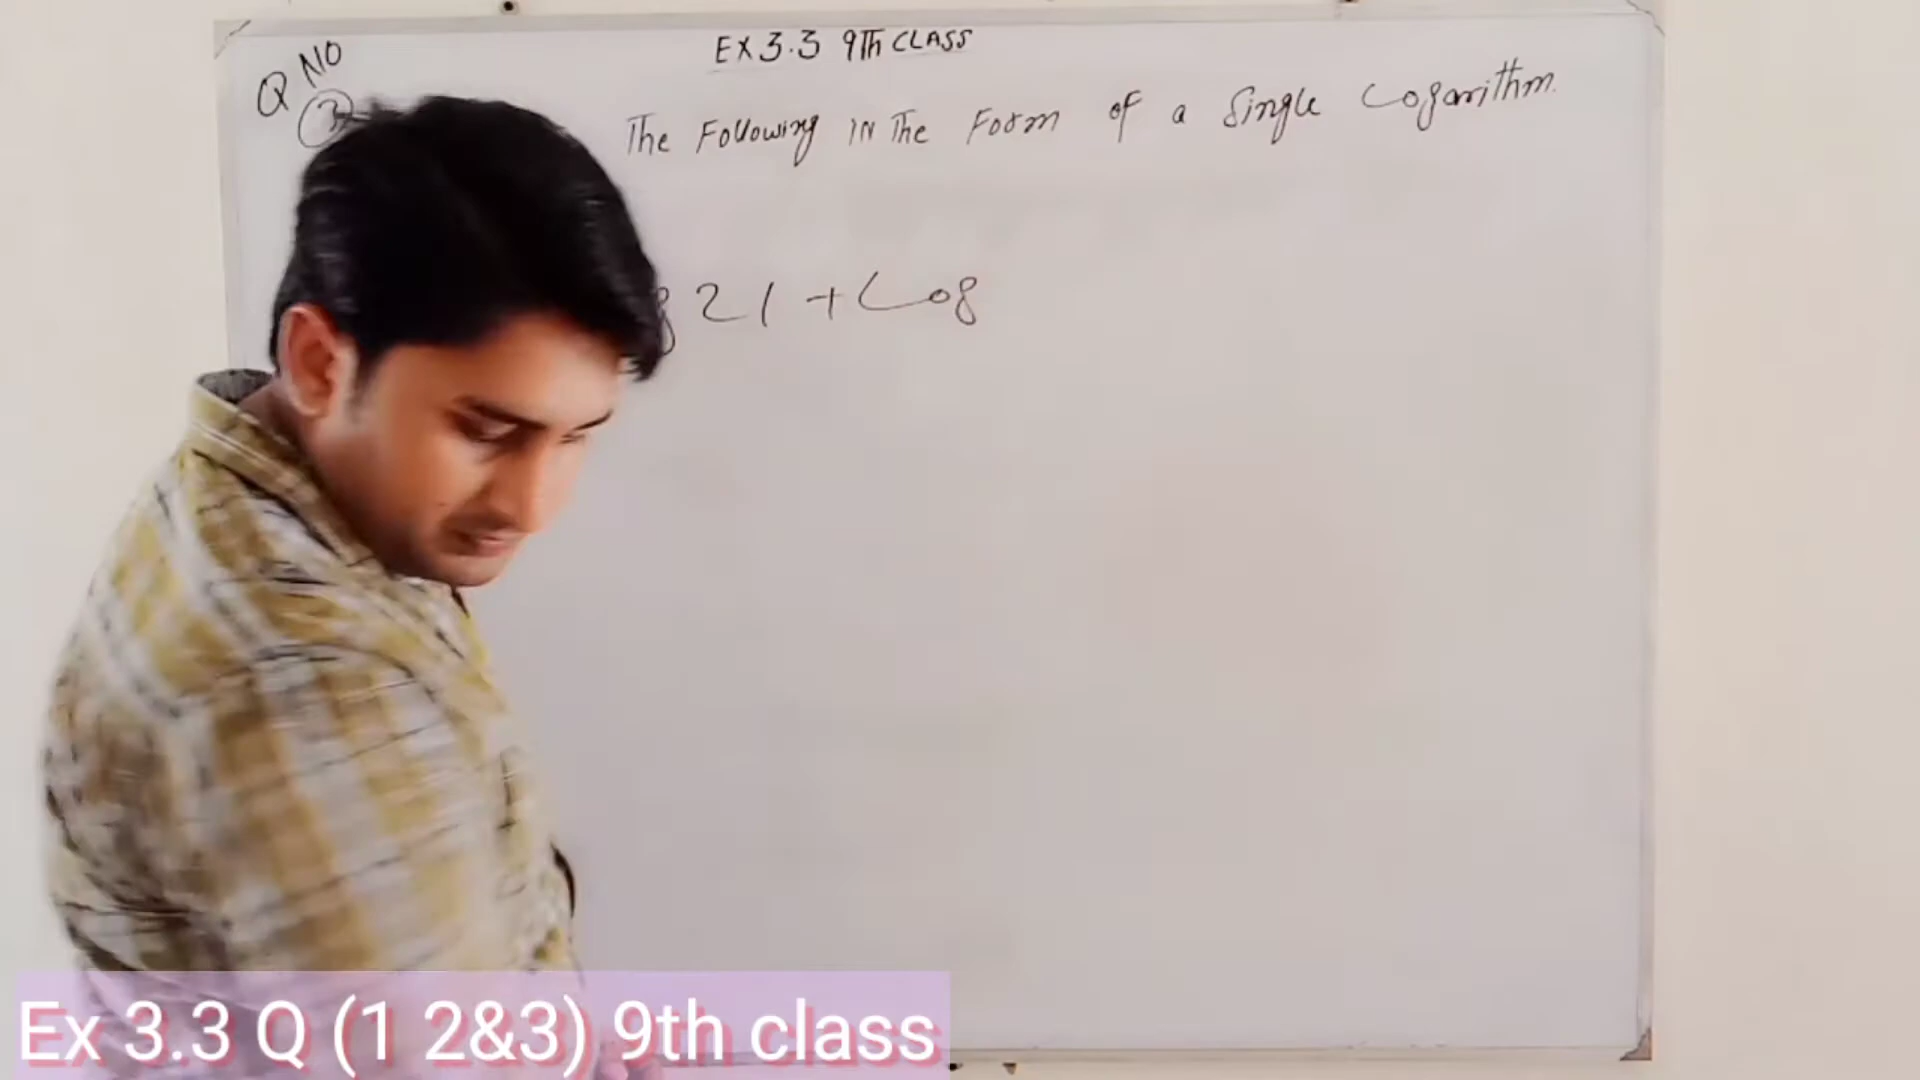 EX 3.3 9TH CLASS
Q NO
3 The Following IN The Form of a Single Logarithm.
21 + Log
Ex 3.3 Q (1 2&3) 9th class